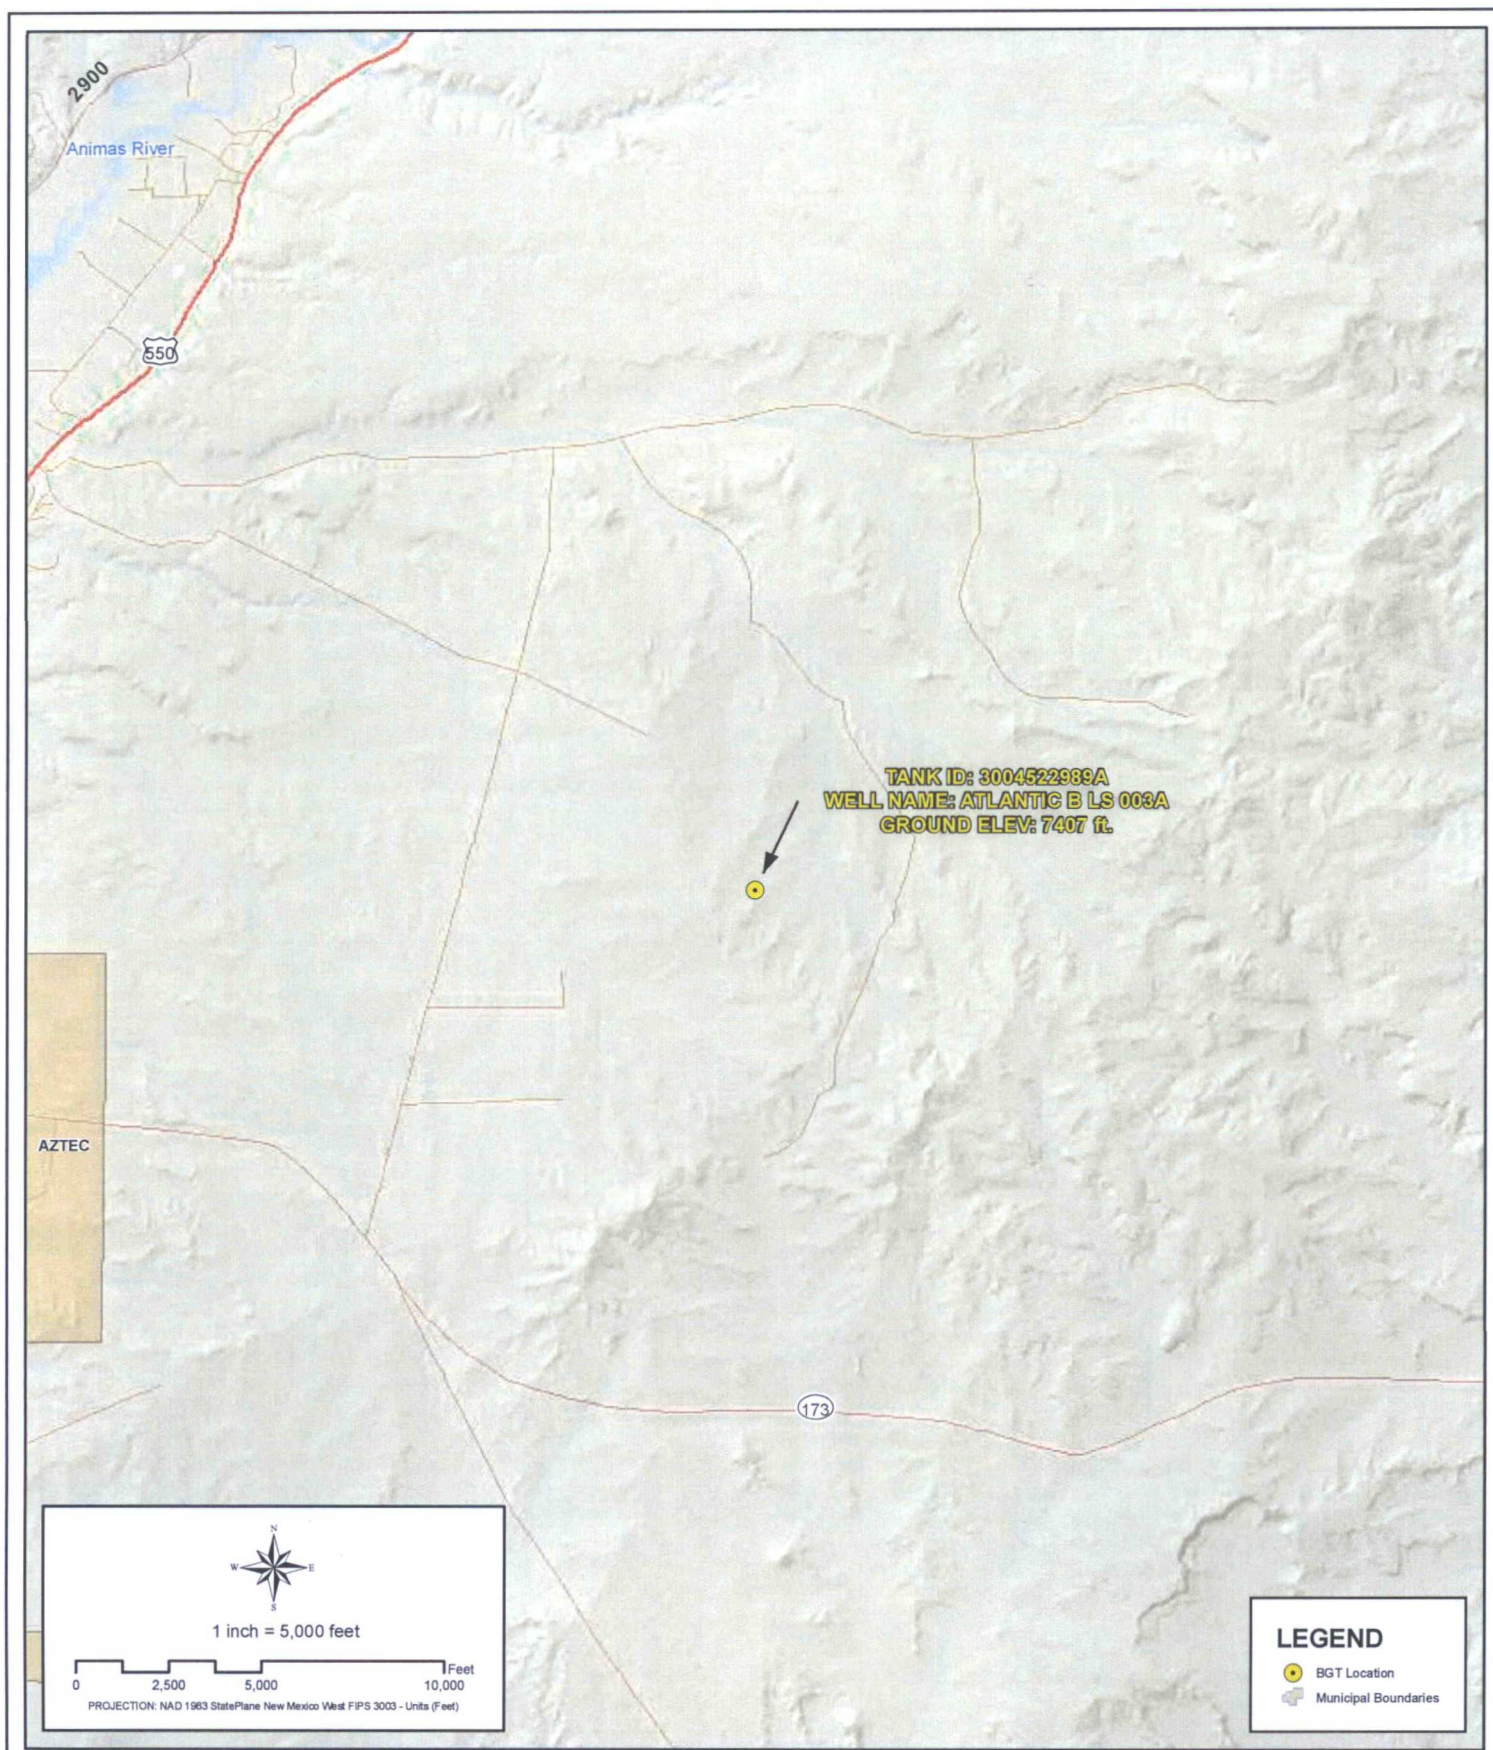 2900
Animas River
550
TANK ID: 3004522989A
WELL NAME: ATLANTIC B LS 003A
GROUND ELEV: 7407 ft.
AZTEC
173
N
W E
S
1 inch = 5,000 feet
Feet
0 2,500 5,000 10,000
PROJECTION: NAD 1983 StatePlane New Mexico West FIPS 3003 - Units (Feet)
LEGEND
BGT Location
Municipal Boundaries